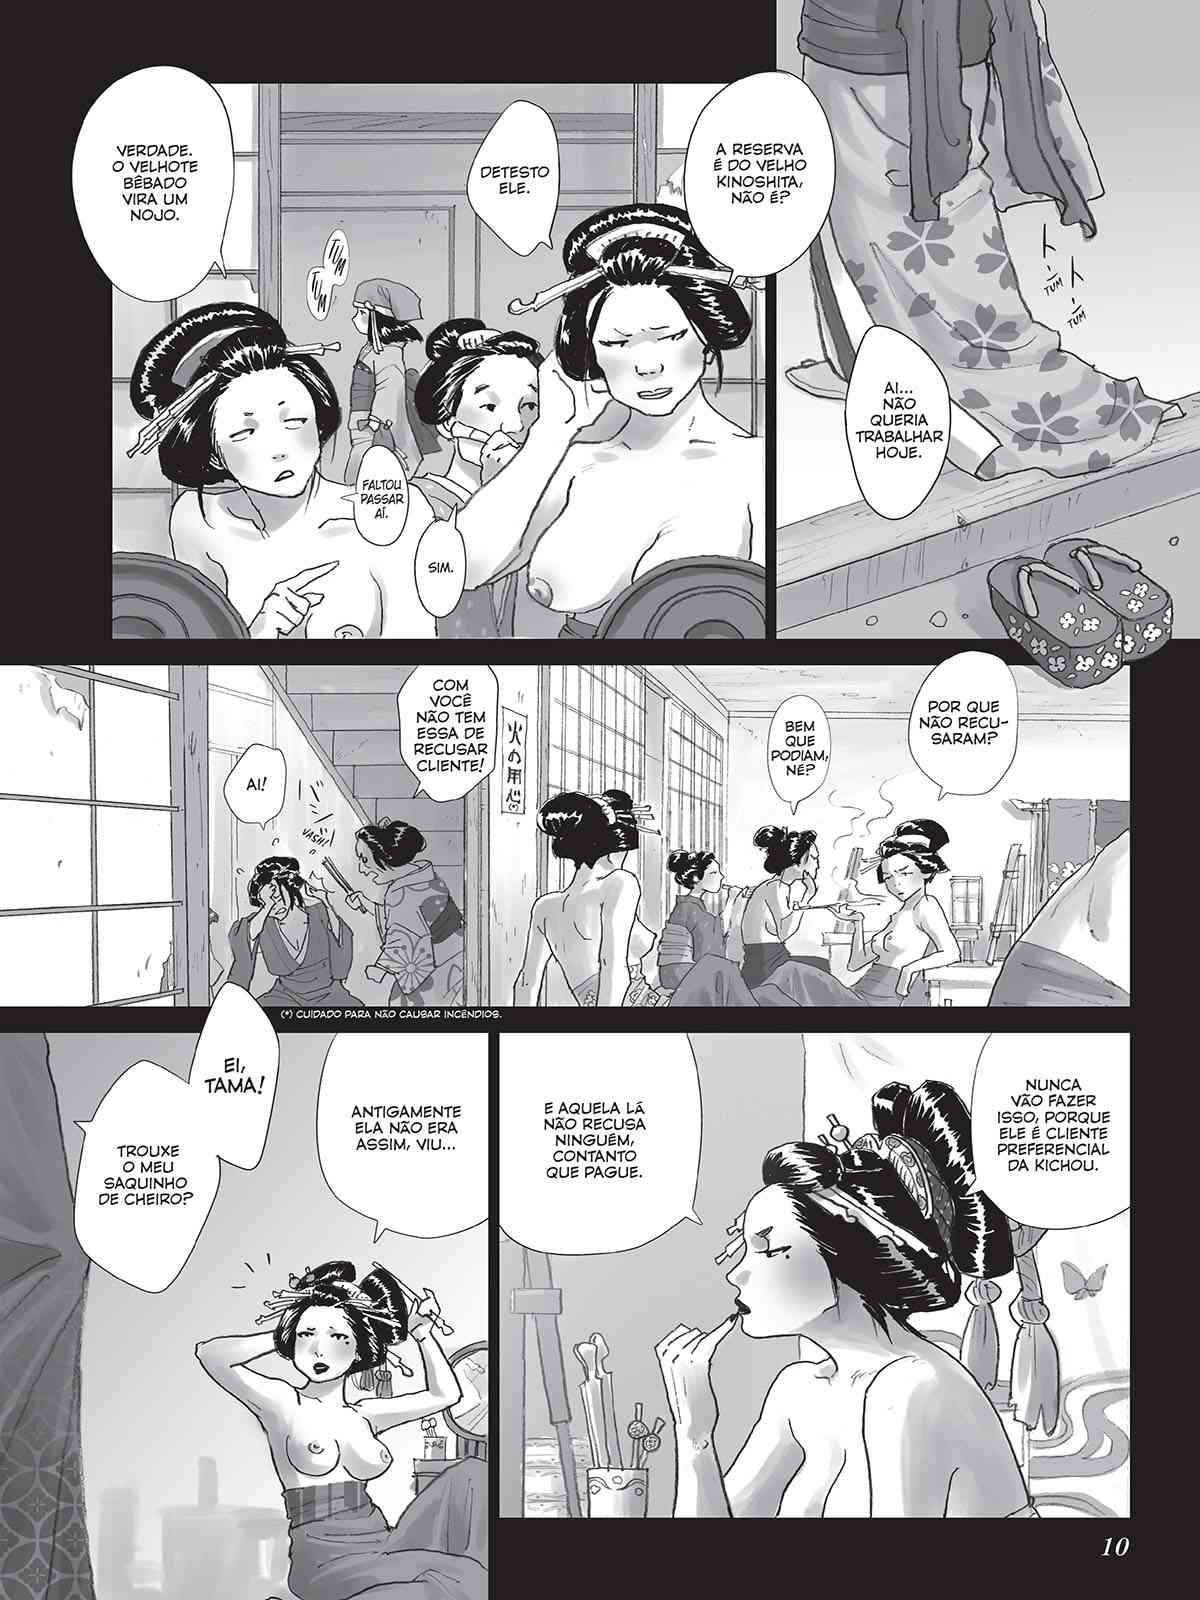 AI...
NÃO
QUERIA
TRABALHAR
HOJE.
ト-
TUM
ト-
TUM
A RESERVA
É DO VELHO
KINOSHITA,
NÃO É?
DETESTO
ELE.
TUM
TUM
SIM.
FALTOU
PASSAR
AÍ.
VERDADE.
O VELHOTE
BÊBADO
VIRA UM
NOJO.
POR QUE
NÃO RECU-
SARAM?
BEM
QUE
PODIAM,
NÉ?
火の用心
(*)
COM
VOCÊ
NÃO TEM
ESSA DE
RECUSAR
CLIENTE!
VASH!
AI!
(*) CUIDADO PARA NÃO CAUSAR INCÊNDIOS.
NUNCA
VÃO FAZER
ISSO, PORQUE
ELE É CLIENTE
PREFERENCIAL
DA KICHOU.
E AQUELA LÁ
NÃO RECUSA
NINGUÉM,
CONTANTO
QUE PAGUE.
ANTIGAMENTE
ELA NÃO ERA
ASSIM, VIU...
EI,
TAMA!
TROUXE
O MEU
SAQUINHO
DE CHEIRO?
10